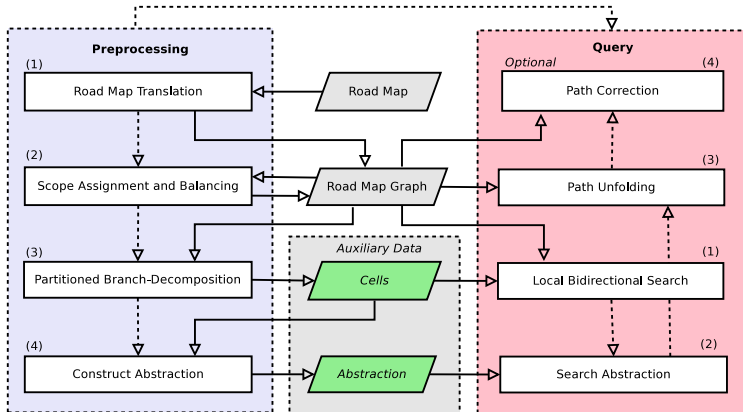 Preprocessing
Query
(1)
Optional
(4)
Road Map Translation
Road Map
Path Correction
(2)
(3)
Scope Assignment and Balancing
Road Map Graph
Path Unfolding
Auxiliary Data
(3)
(1)
Partitioned Branch-Decomposition
Cells
Local Bidirectional Search
(4)
(2)
Construct Abstraction
Abstraction
Search Abstraction